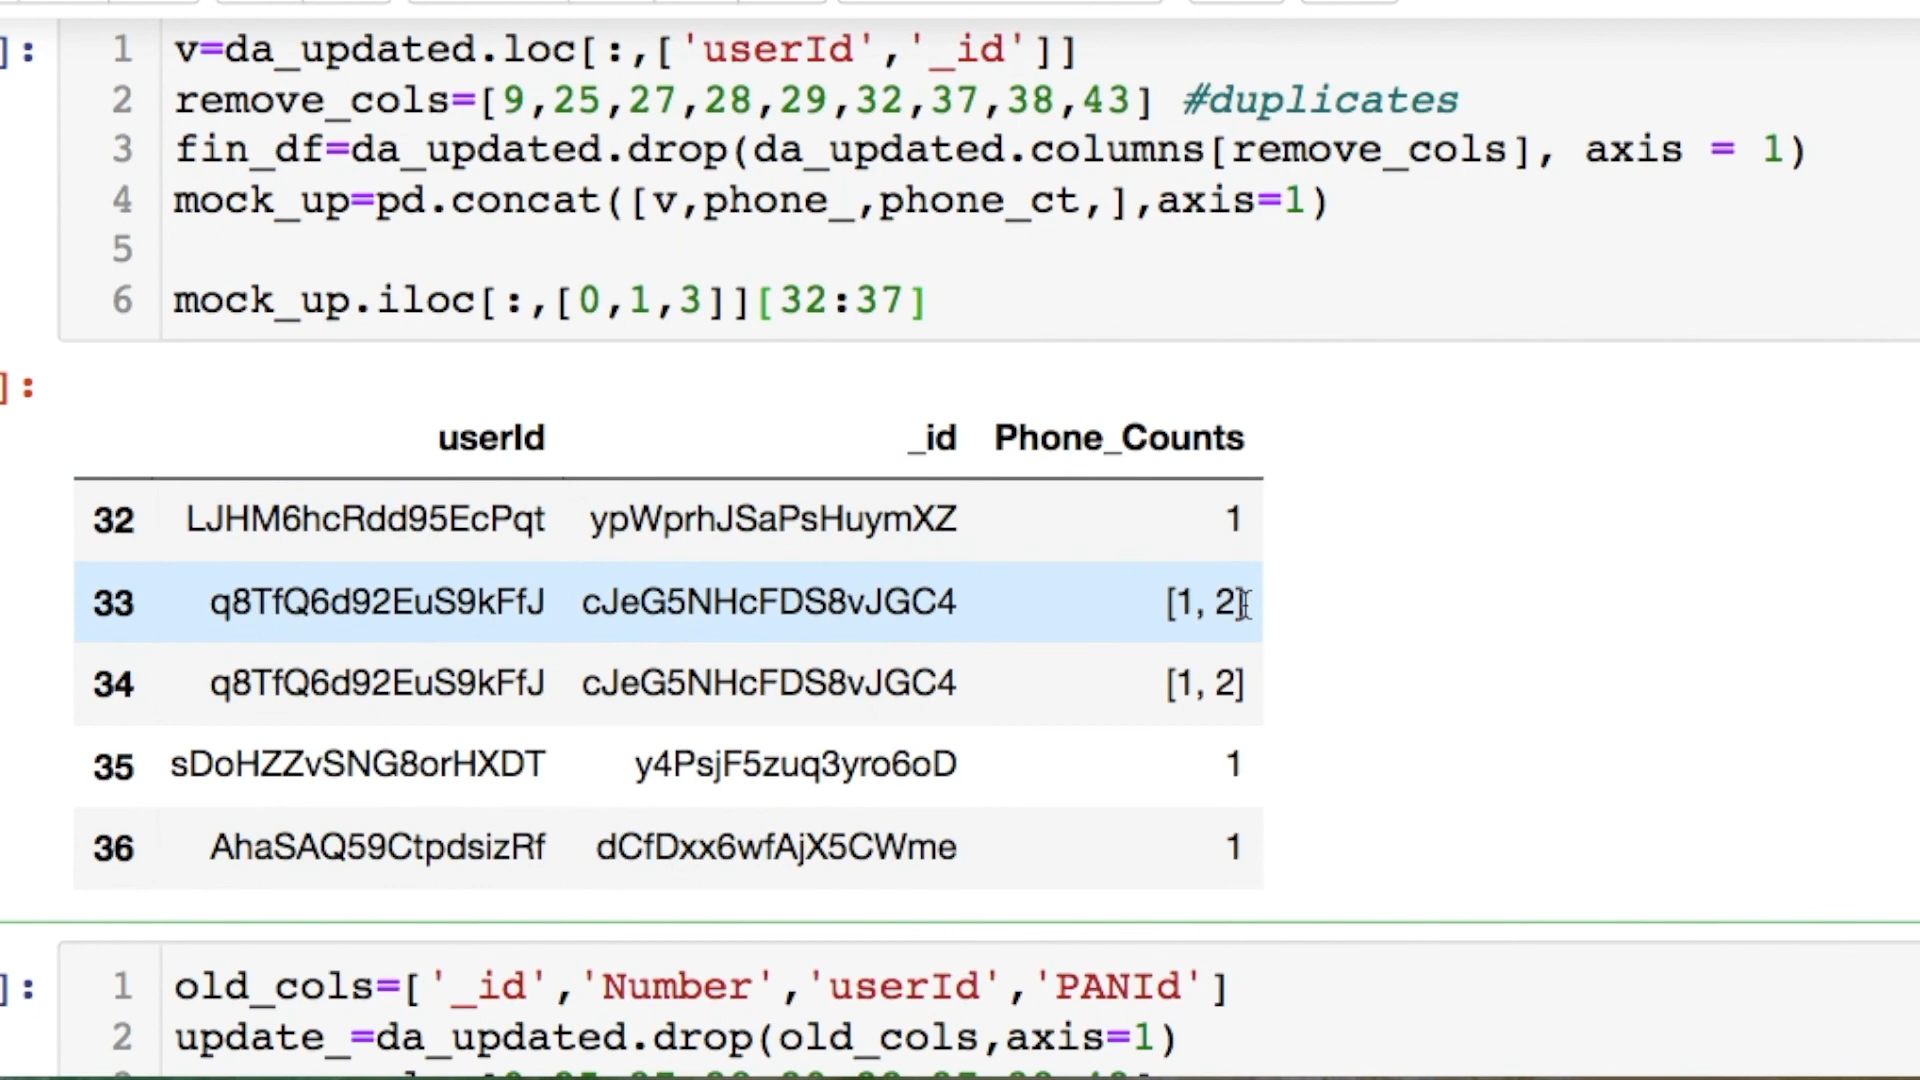 ]:
1 v=da_updated.loc[:,['userId','_id']]
2 remove_cols=[9,25,27,28,29,32,37,38,43] #duplicates
3 fin_df=da_updated.drop(da_updated.columns[remove_cols], axis = 1)
4 mock_up=pd.concat([v,phone_,phone_ct,],axis=1)
5
6 mock_up.iloc[:,[0,1,3]][32:37]
]:
userId _id Phone_Counts
32 LJHM6hcRdd95EcPqt ypWprhJSaPsHuymXZ 1
33 q8TfQ6d92EuS9kFfJ cJeG5NHcFDS8vJGC4 [1, 2]
34 q8TfQ6d92EuS9kFfJ cJeG5NHcFDS8vJGC4 [1, 2]
35 sDoHZZvSNG8orHXDT y4PsjF5zuq3yro6oD 1
36 AhaSAQ59CtpdsizRf dCfDxx6wfAjX5CWme 1
]:
1 old_cols=['_id','Number','userId','PANId']
2 update_=da_updated.drop(old_cols,axis=1)